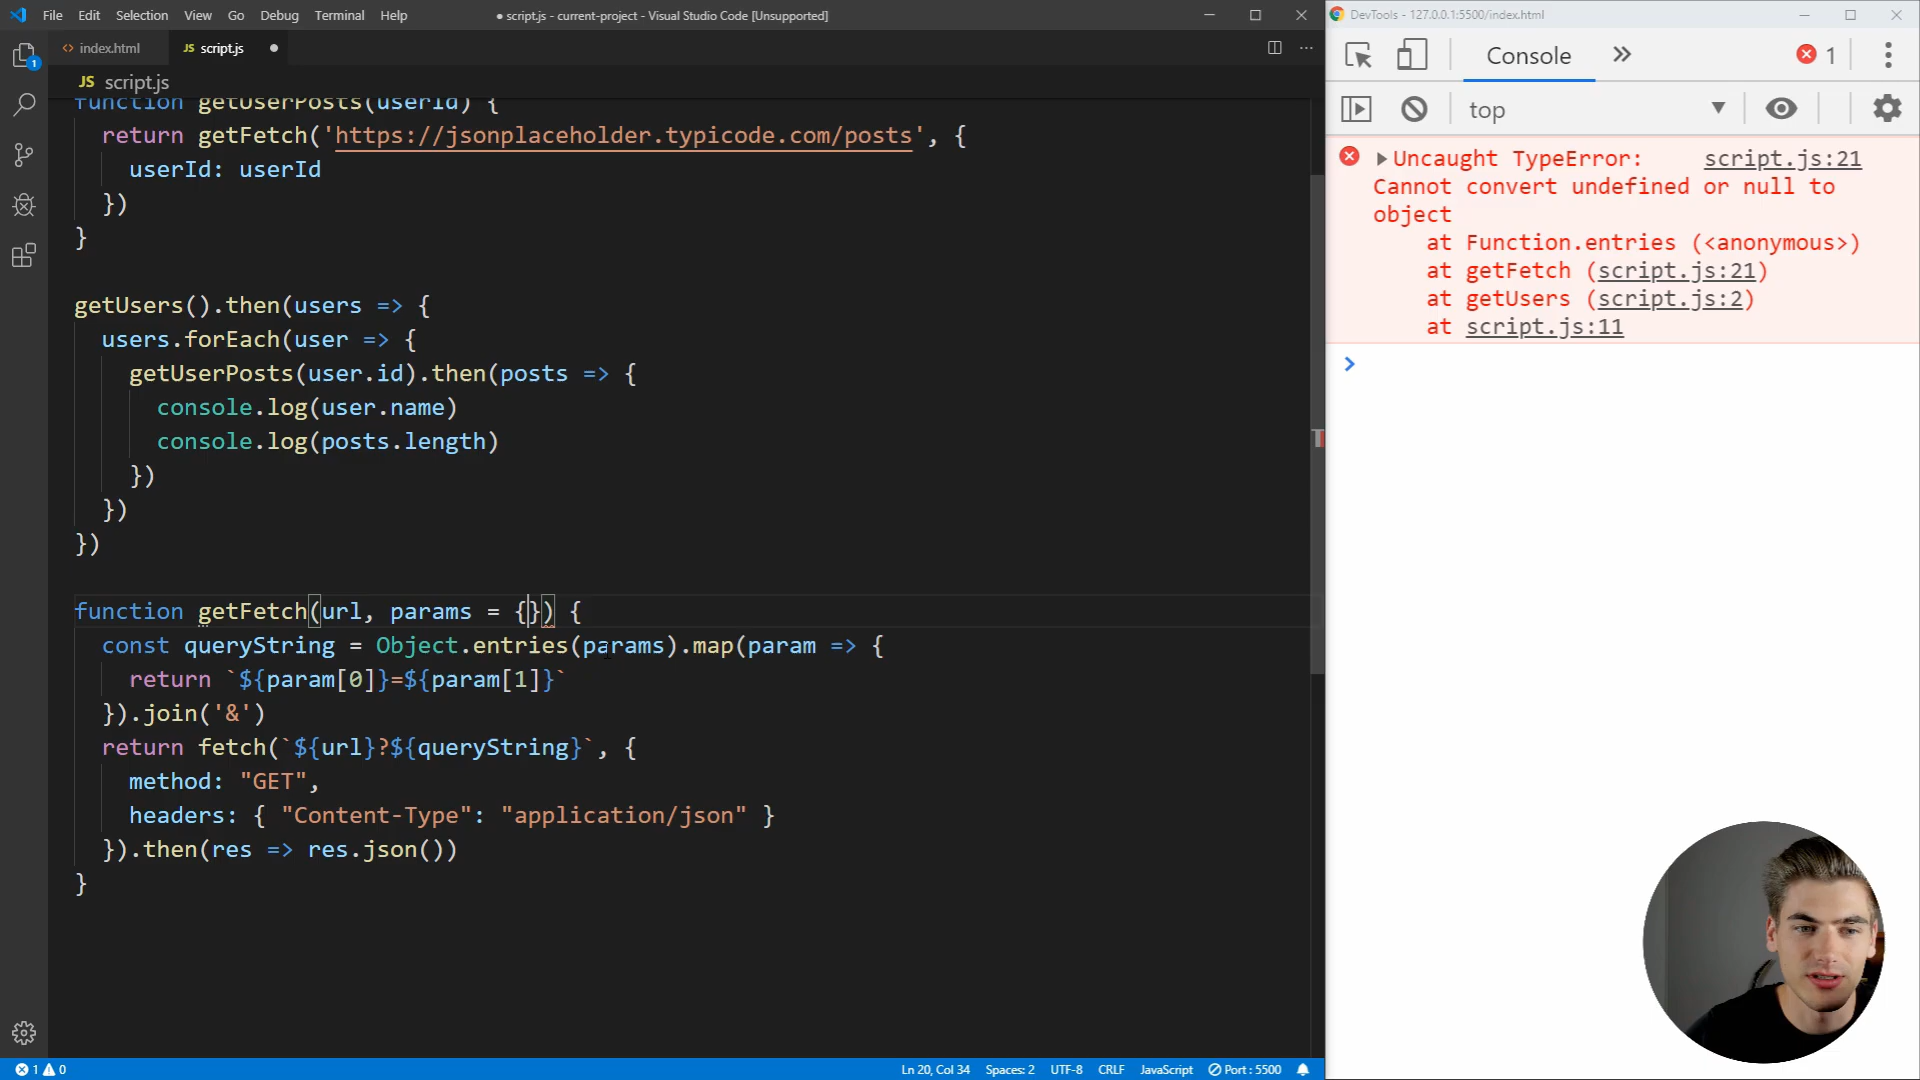 File Edit Selection View Go Debug Terminal Help
● script.js - current-project - Visual Studio Code [Unsupported]
DevTools - 127.0.0.1:5500/index.html
<> index.html
JS script.js
JS script.js
function getUserPosts(userId) {
return getFetch('https://jsonplaceholder.typicode.com/posts', {
userId: userId
})
}
getUsers().then(users => {
users.forEach(user => {
getUserPosts(user.id).then(posts => {
console.log(user.name)
console.log(posts.length)
})
})
})
function getFetch(url, params = {}) {
const queryString = Object.entries(params).map(param => {
return `${param[0]}=${param[1]}`
}).join('&')
return fetch(`${url}?${queryString}`, {
method: "GET",
headers: { "Content-Type": "application/json" }
}).then(res => res.json())
}
1
1 0
Ln 20, Col 34 Spaces: 2 UTF-8 CRLF JavaScript Port : 5500
Console » 1
top
Uncaught TypeError: script.js:21
Cannot convert undefined or null to
object
at Function.entries (<anonymous>)
at getFetch (script.js:21)
at getUsers (script.js:2)
at script.js:11